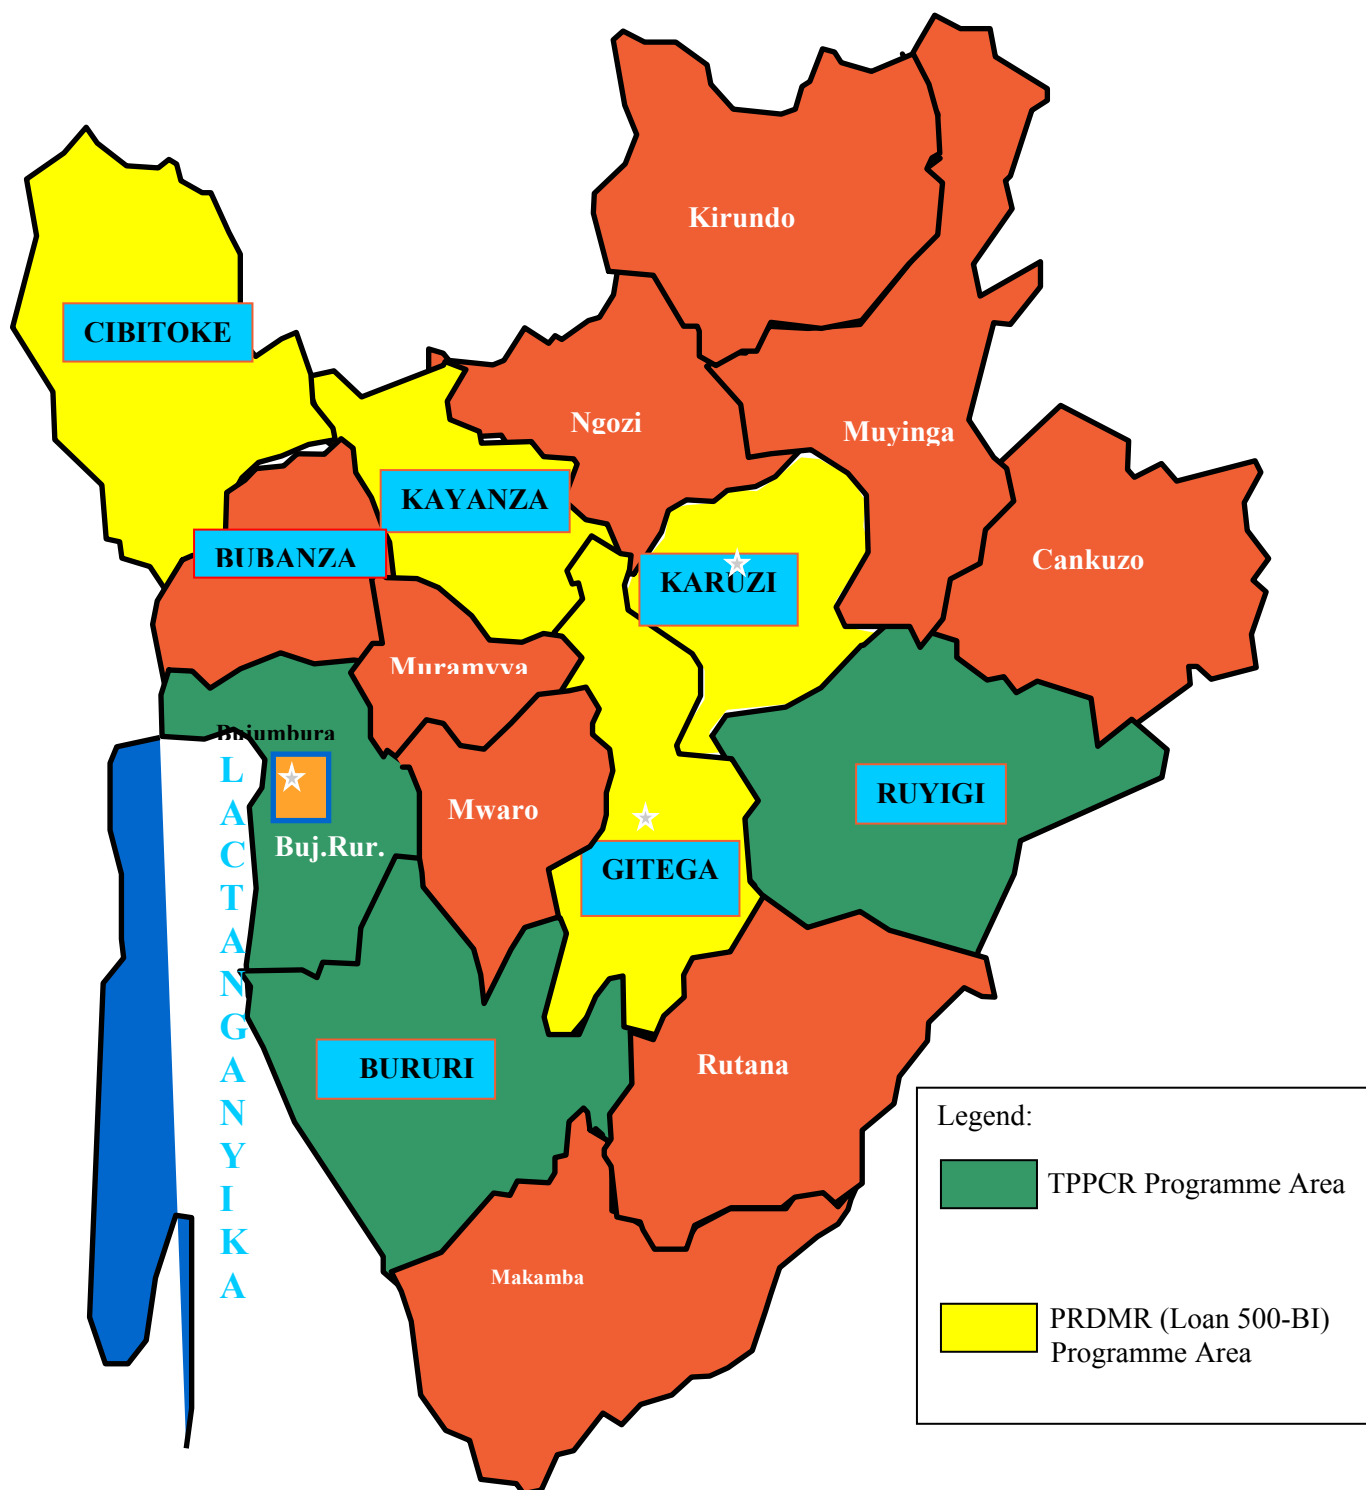 Kirundo
CIBITOKE
Ngozi
Muyinga
KAYANZA
BUBANZA
KARUZI
Cankuzo
Muramvya
Bujumbura
LACTANGANYIKA
Mwaro
RUYIGI
Buj.Rur.
GITEGA
BURURI
Rutana
Makamba
Legend:
TPPCR Programme Area
PRDMR (Loan 500-BI)
Programme Area